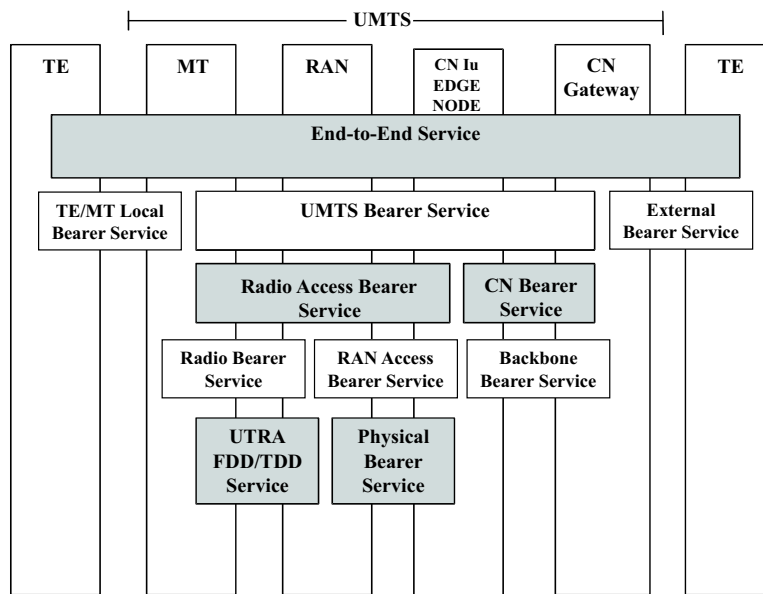 UMTS
TE
MT
RAN
CN Iu
EDGE
NODE
CN
Gateway
TE
End-to-End Service
TE/MT Local
Bearer Service
UMTS Bearer Service
External
Bearer Service
Radio Access Bearer
Service
CN Bearer
Service
Radio Bearer
Service
RAN Access
Bearer Service
Backbone
Bearer Service
UTRA
FDD/TDD
Service
Physical
Bearer
Service